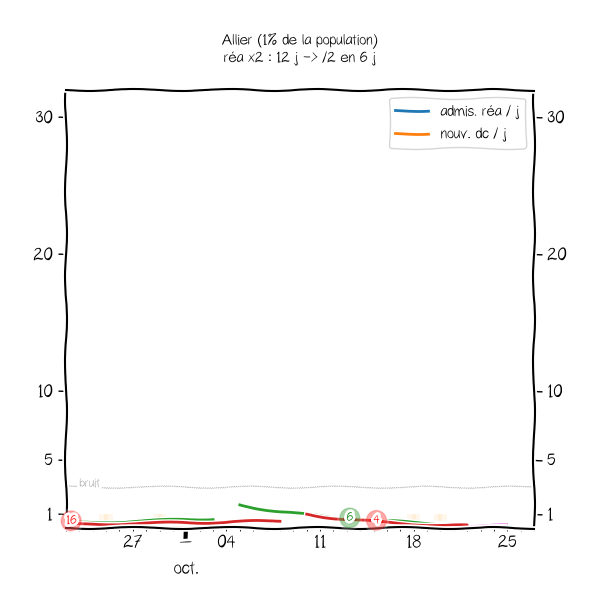 Allier (1% de la population)
réa x2 : 12 j -> /2 en 6 j
admis. réa / j
nouv. dc / j
30 30
20 20
10 10
5 5
bruit
1 16 6 4 1
27 1 04 11 18 25
oct.